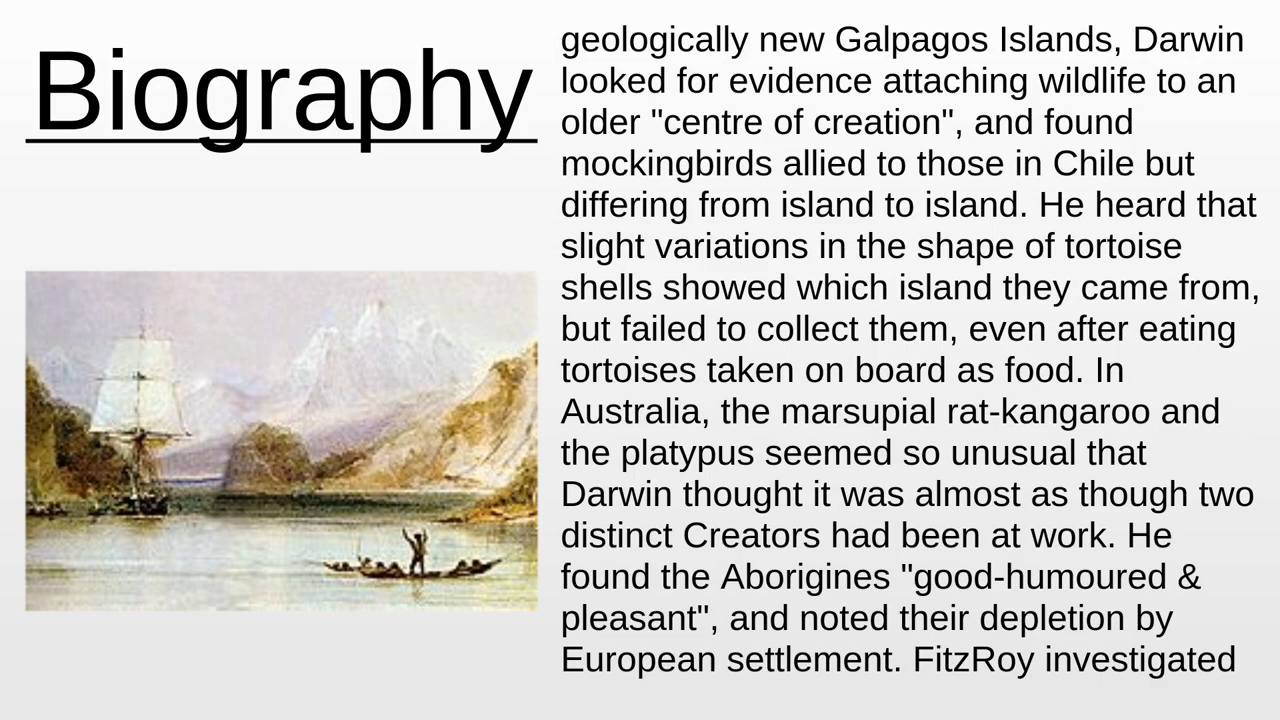 Biography
geologically new Galpagos Islands, Darwin
looked for evidence attaching wildlife to an
older "centre of creation", and found
mockingbirds allied to those in Chile but
differing from island to island. He heard that
slight variations in the shape of tortoise
shells showed which island they came from,
but failed to collect them, even after eating
tortoises taken on board as food. In
Australia, the marsupial rat-kangaroo and
the platypus seemed so unusual that
Darwin thought it was almost as though two
distinct Creators had been at work. He
found the Aborigines "good-humoured &
pleasant", and noted their depletion by
European settlement. FitzRoy investigated